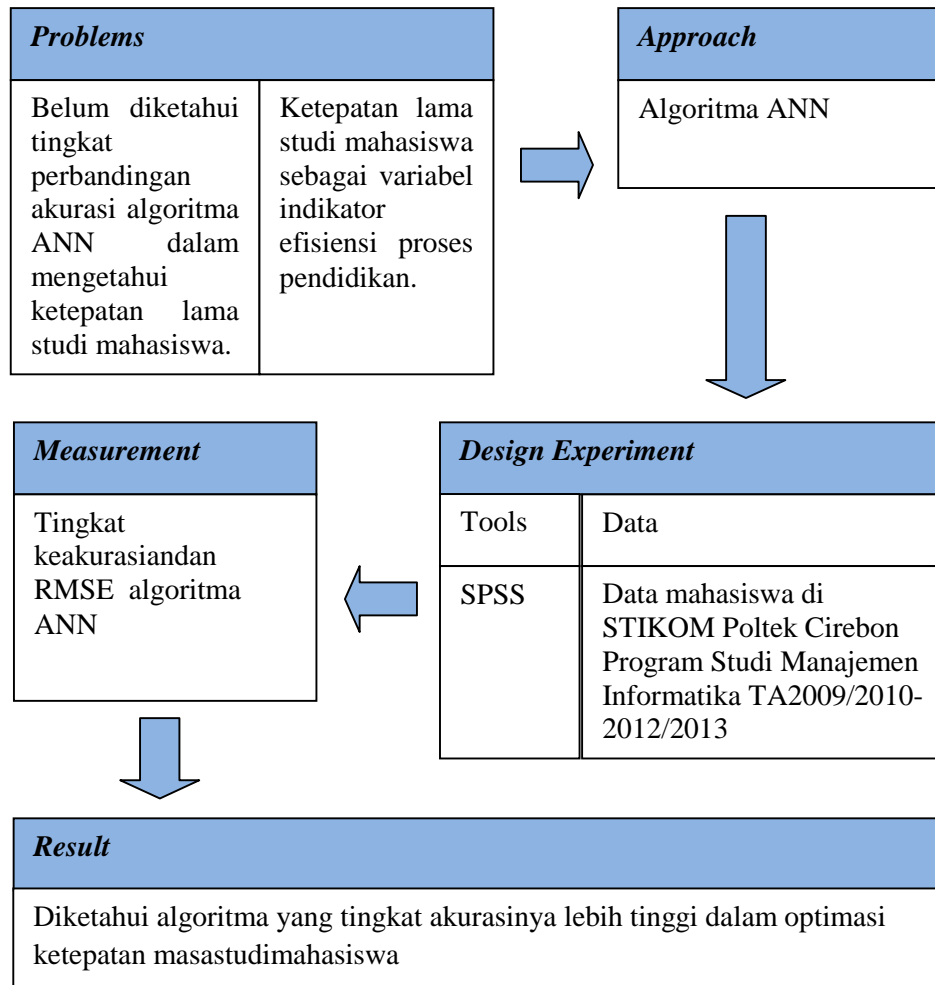 Problems
Belum diketahui
tingkat
perbandingan
akurasi algoritma
ANN dalam
mengetahui
ketepatan lama
studi mahasiswa.
Ketepatan lama
studi mahasiswa
sebagai variabel
indikator
efisiensi proses
pendidikan.
Approach
Algoritma ANN
Measurement
Tingkat
keakurasiandan
RMSE algoritma
ANN
Design Experiment
Tools
Data
SPSS
Data mahasiswa di
STIKOM Poltek Cirebon
Program Studi Manajemen
Informatika TA2009/2010-
2012/2013
Result
Diketahui algoritma yang tingkat akurasinya lebih tinggi dalam optimasi
ketepatan masastudimahasiswa